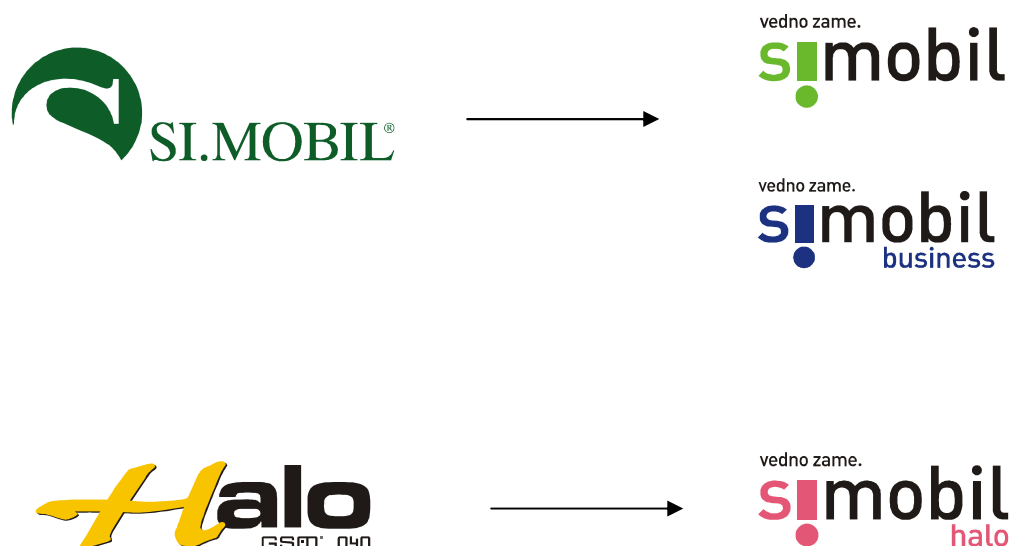 vedno zame.
s!mobil
SI.MOBIL®
vedno zame.
s!mobil
business
vedno zame.
s!mobil
halo
Halo
GSM 040